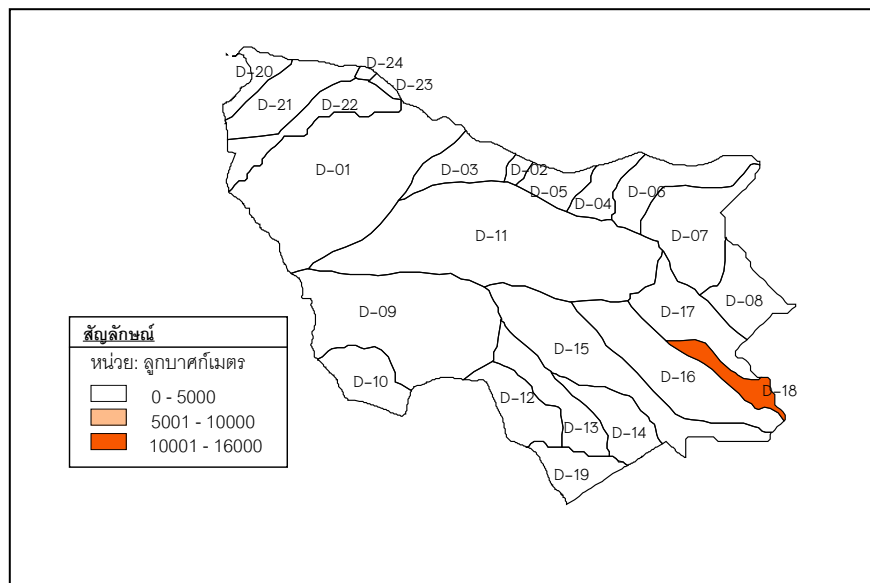 D-24
D-20
D-23
D-21
D-22
D-01
D-03
D-02
D-05
D-04
D-06
D-11
D-07
D-08
D-09
D-17
D-15
D-16
D-10
D-12
D-18
D-13
D-14
D-19
สัญลักษณ์
หน่วย: ลูกบาศก์เมตร
0 - 5000
5001 - 10000
10001 - 16000